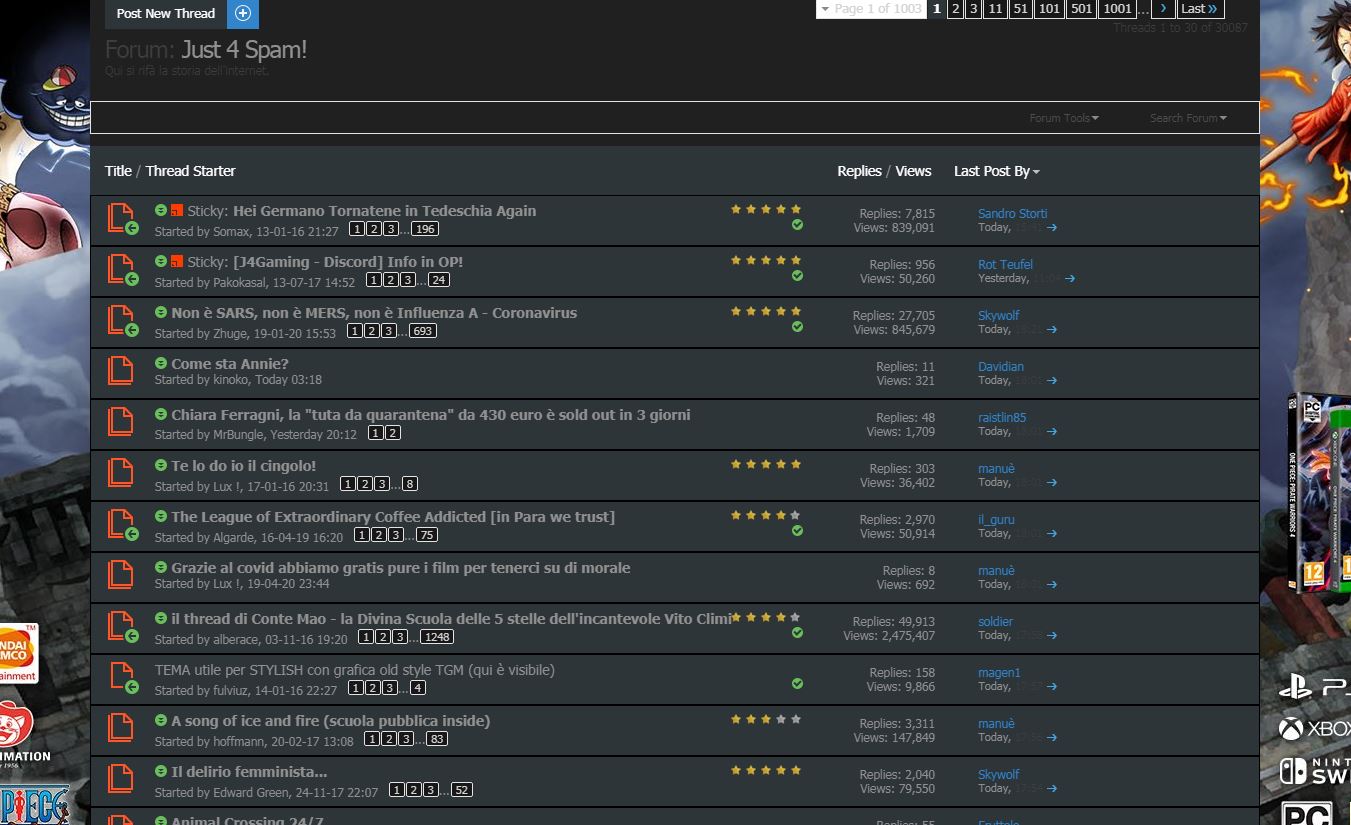 Post New Thread
Page 1 of 1003 1 2 3 11 51 101 501 1001 ... Last
Threads 1 to 30 of 30087
Forum: Just 4 Spam!
Qui si rifà la storia dell'internet.
Forum Tools Search Forum
Title / Thread Starter Replies / Views Last Post By
Sticky: Hei Germano Tornatene in Tedeschia Again
Started by Somax, 13-01-16 21:27 1 2 3 ... 196
Replies: 7,815
Views: 839,091
Sandro Storti
Today,
Sticky: [J4Gaming - Discord] Info in OP!
Started by Pakokasal, 13-07-17 14:52 1 2 3 ... 24
Replies: 956
Views: 50,260
Rot Teufel
Yesterday,
Non è SARS, non è MERS, non è Influenza A - Coronavirus
Started by Zhuge, 19-01-20 15:53 1 2 3 ... 693
Replies: 27,705
Views: 845,679
Skywolf
Today,
Come sta Annie?
Started by kinoko, Today 03:18
Replies: 11
Views: 321
Davidian
Today,
Chiara Ferragni, la "tuta da quarantena" da 430 euro è sold out in 3 giorni
Started by MrBungle, Yesterday 20:12 1 2
Replies: 48
Views: 1,709
raistlin85
Today,
Te lo do io il cingolo!
Started by Lux !, 17-01-16 20:31 1 2 3 ... 8
Replies: 303
Views: 36,402
manuè
Today,
The League of Extraordinary Coffee Addicted [in Para we trust]
Started by Algarde, 16-04-19 16:20 1 2 3 ... 75
Replies: 2,970
Views: 50,914
il_guru
Today,
Grazie al covid abbiamo gratis pure i film per tenerci su di morale
Started by Lux !, 19-04-20 23:44
Replies: 8
Views: 692
manuè
Today,
il thread di Conte Mao - la Divina Scuola delle 5 stelle dell'incantevole Vito Climi
Started by alberace, 03-11-16 19:20 1 2 3 ... 1248
Replies: 49,913
Views: 2,475,407
soldier
Today,
TEMA utile per STYLISH con grafica old style TGM (qui è visibile)
Started by fulviuz, 14-01-16 22:27 1 2 3 ... 4
Replies: 158
Views: 9,866
magen1
Today,
A song of ice and fire (scuola pubblica inside)
Started by hoffmann, 20-02-17 13:08 1 2 3 ... 83
Replies: 3,311
Views: 147,849
manuè
Today,
Il delirio femminista...
Started by Edward Green, 24-11-17 22:07 1 2 3 ... 52
Replies: 2,040
Views: 79,550
Skywolf
Today,
Animal Crossing 24/7
Replies: 55
Fruttolo
PC
ONE PIECE: PIRATE WARRIORS 4
12
NDAI
MCO
ainment
IMATION
PIECE
XBO
NINT
SW
PC